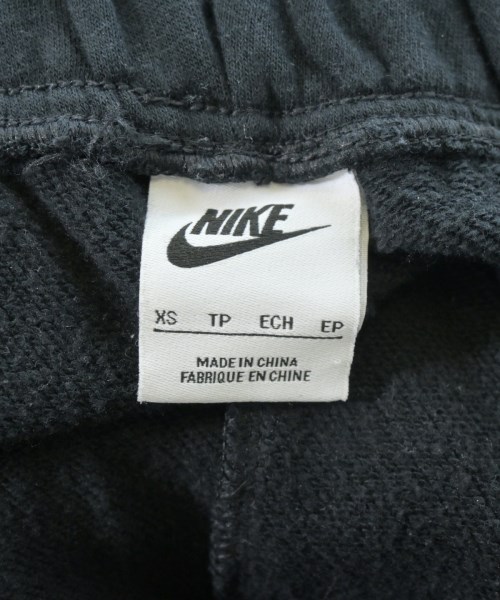 NIKE
XS TP ECH EP
MADE IN CHINA
FABRIQUE EN CHINE